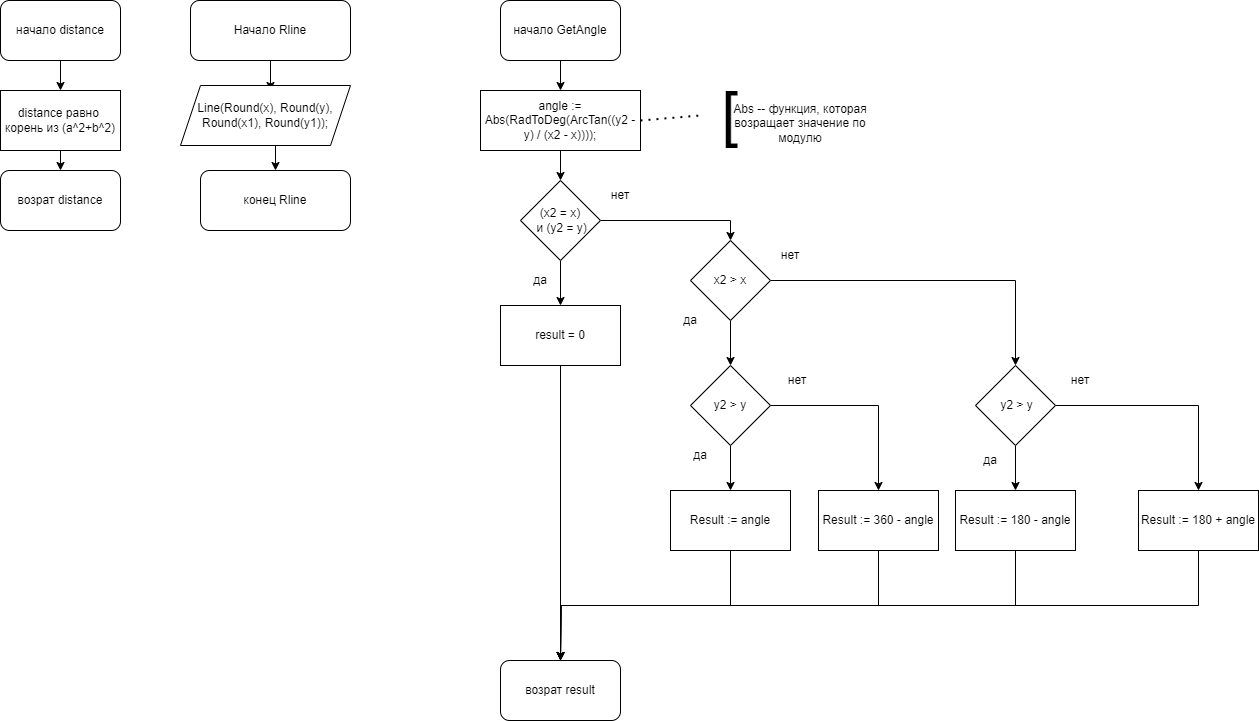 начало distance
distance равно
корень из (a^2+b^2)
возрат distance
Начало Rline
Line(Round(x), Round(y),
Round(x1), Round(y1));
конец Rline
начало GetAngle
angle :=
Abs(RadToDeg(ArcTan((y2 -
y) / (x2 - x))));
Abs -- функция, которая
возращает значение по
модулю
(x2 = x)
и (y2 = y)
нет
да
result = 0
x2 > x
нет
да
y2 > y
нет
да
y2 > y
нет
да
Result := angle
Result := 360 - angle
Result := 180 - angle
Result := 180 + angle
возрат result